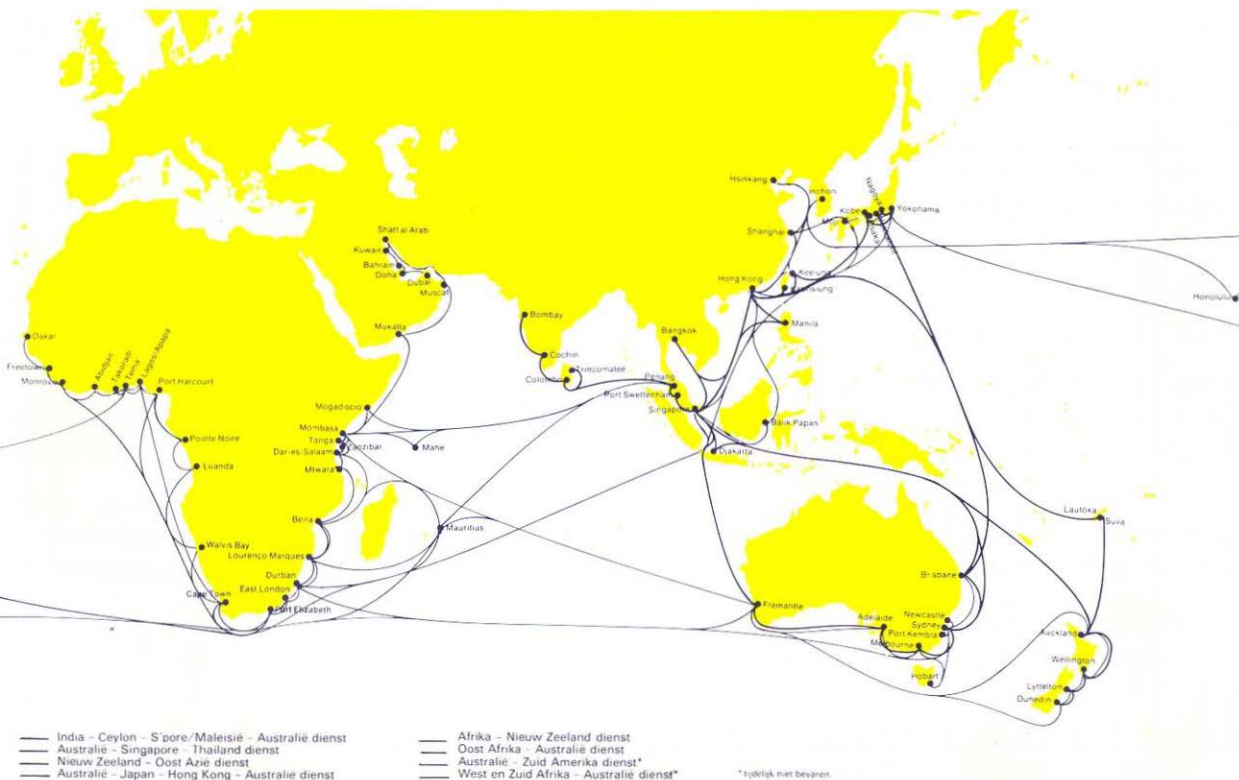 Hsinkang
Inchon
Nagoya
Kobe
Yokohama
Shanghai
Shatt al Arab
Kuwait
Bahrain
Doha
Dubai
Muscat
Hong Kong
Keelung
Honolulu
Mukalla
Bombay
Bangkok
Manila
Dakar
Cochin
Trincomalee
Colombo
Freetown
Monrovia
Abidjan
Takoradi
Tema
Lagos/Apapa
Port Harcourt
Penang
Port Swettenham
Singapore
Mogadiscio
Balik Papan
Mombasa
Pointe Noire
Tanga
Zanzibar
Mahe
Dar-es-Salaam
Djakarta
Luanda
Mtwara
Lautoka
Suva
Beira
Mauritius
Walvis Bay
Lourenço Marques
Durban
Brisbane
East London
Cape Town
Port Elizabeth
Fremantle
Newcastle
Adelaide
Sydney
Port Kembla
Melbourne
Auckland
Wellington
Hobart
Lyttelton
Dunedin
India - Ceylon - S'pore/Maleisië - Australië dienst
Australië - Singapore - Thailand dienst
Nieuw Zeeland - Oost Azië dienst
Australië - Japan - Hong Kong - Australië dienst
Afrika - Nieuw Zeeland dienst
Oost Afrika - Australië dienst
Australië - Zuid Amerika dienst*
West en Zuid Afrika - Australië dienst*
* tijdelijk niet bevaren.